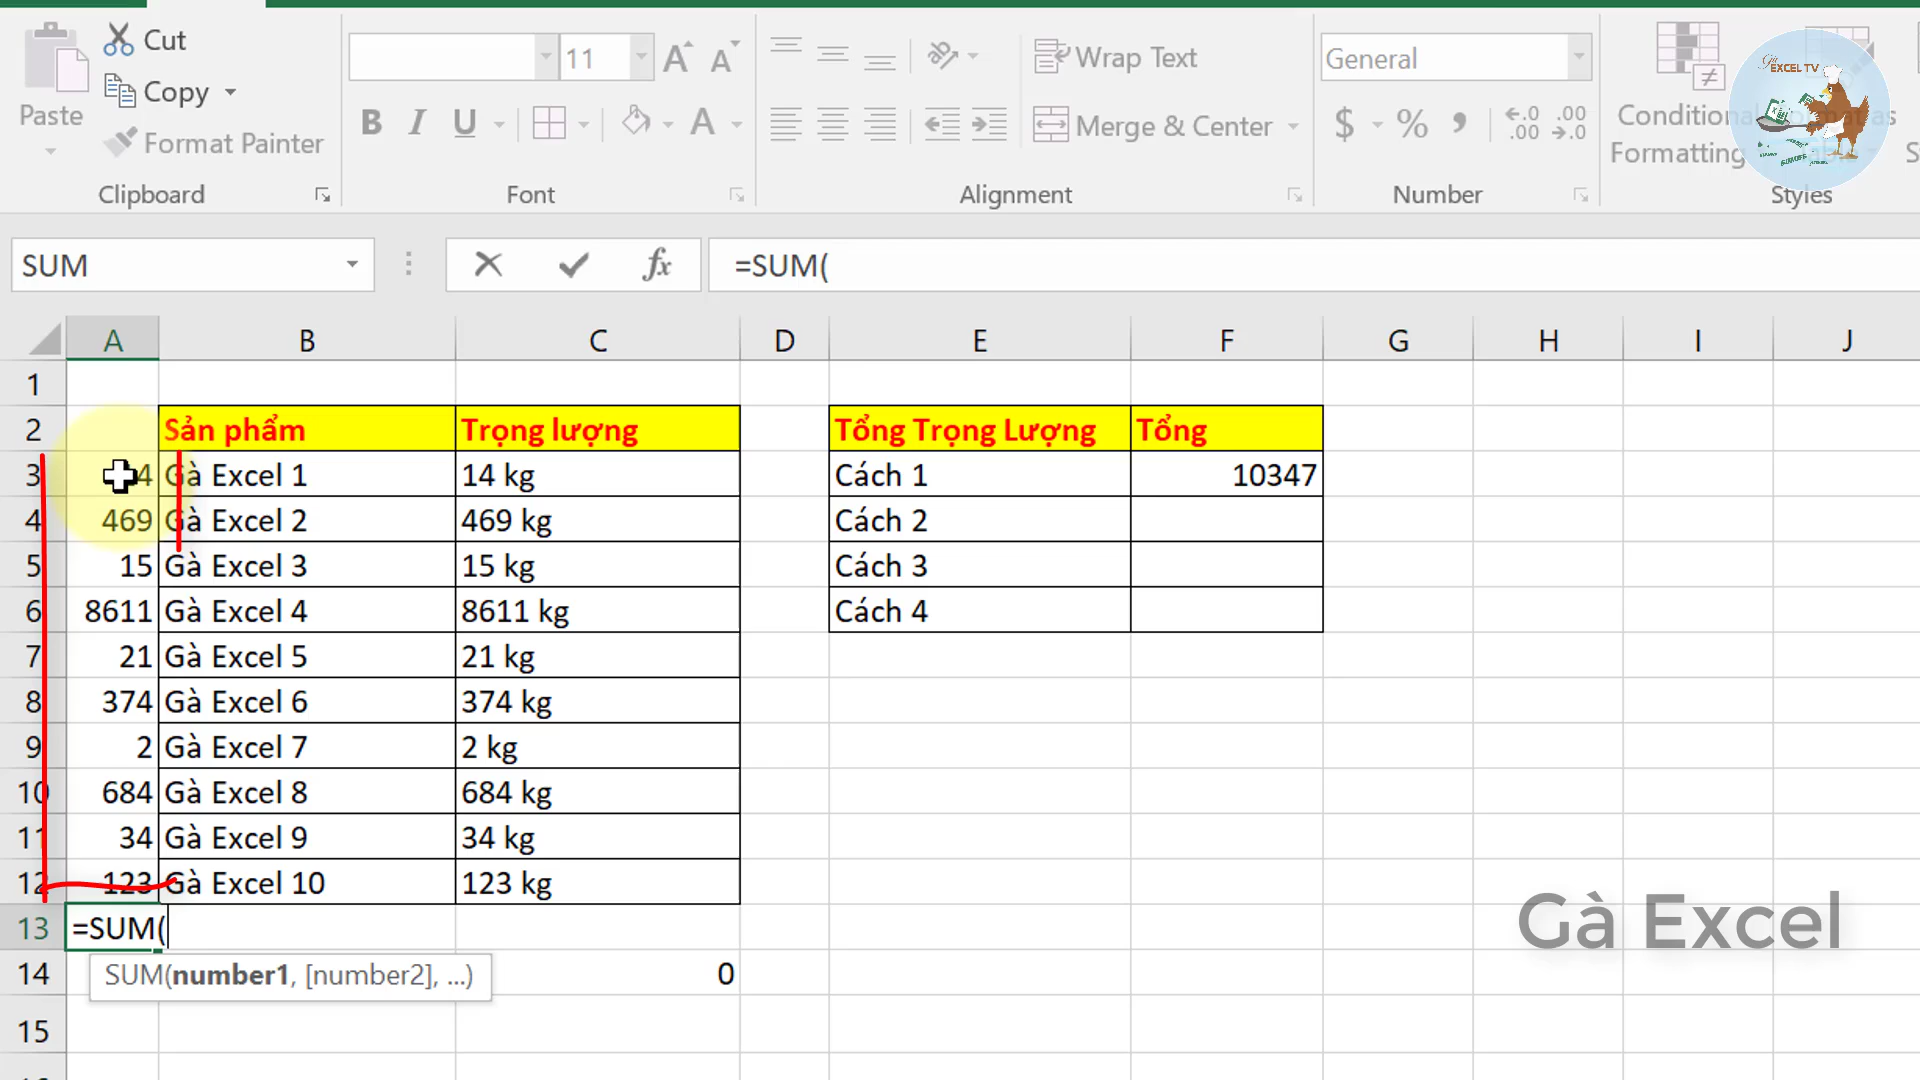 Cut
Copy
Format Painter
Paste
Clipboard
11
B I U A
Font
Wrap Text
Merge & Center
Alignment
General
$ % ,
Number
Conditional
Formatting
Styles
EXCEL TV
SUM
fx
=SUM(
A B C D E F G H I J
1
2 Sản phẩm Trọng lượng Tổng Trọng Lượng Tổng
3 4 Gà Excel 1 14 kg Cách 1 10347
4 469 Gà Excel 2 469 kg Cách 2
5 15 Gà Excel 3 15 kg Cách 3
6 8611 Gà Excel 4 8611 kg Cách 4
7 21 Gà Excel 5 21 kg
8 374 Gà Excel 6 374 kg
9 2 Gà Excel 7 2 kg
10 684 Gà Excel 8 684 kg
11 34 Gà Excel 9 34 kg
12 123 Gà Excel 10 123 kg
13 =SUM(
SUM(number1, [number2], ...)
14 0
15
Gà Excel